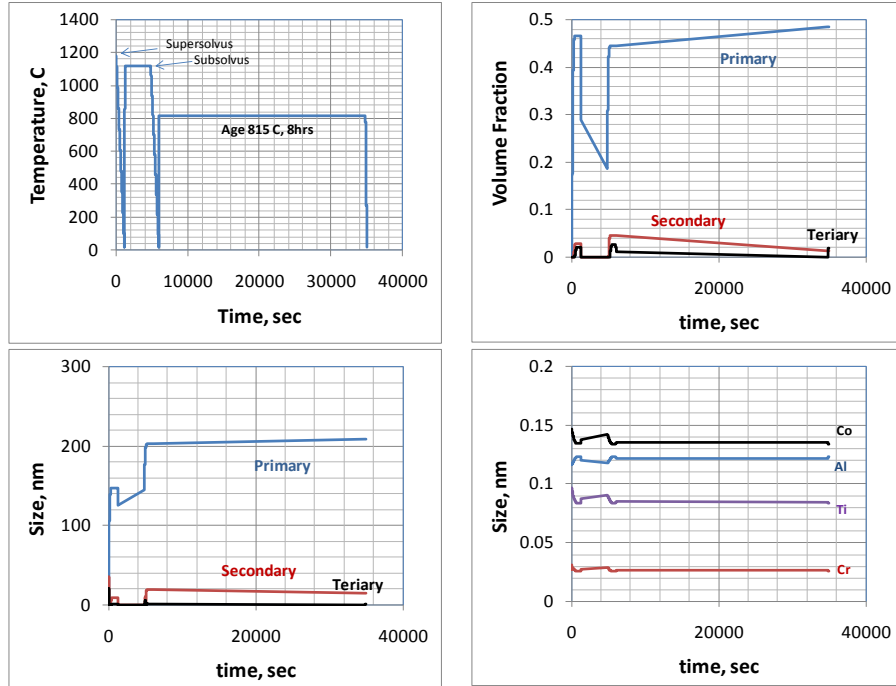 1400
1200
1000
800
600
400
200
0
Temperature, C
Supersolvus
Subsolvus
Age 815 C, 8hrs
0 10000 20000 30000 40000
Time, sec
0.5
0.4
0.3
0.2
0.1
0
Volume Fraction
Primary
Secondary
Teriary
0 20000 40000
time, sec
300
200
100
0
Size, nm
Primary
Secondary
Teriary
0 20000 40000
time, sec
0.2
0.15
0.1
0.05
0
Size, nm
Co
Al
Ti
Cr
0 20000 40000
time, sec